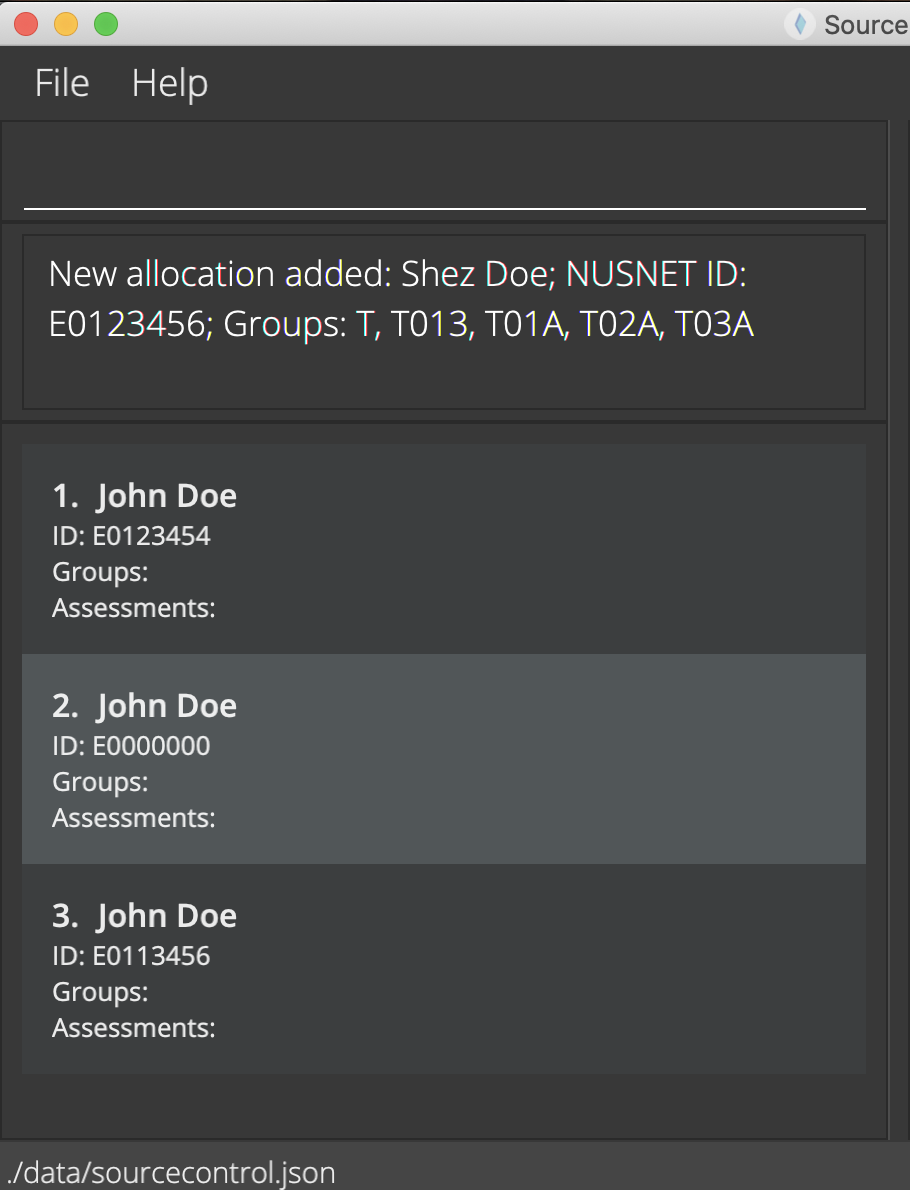 Source
File Help
New allocation added: Shez Doe; NUSNET ID:
E0123456; Groups: T, T013, T01A, T02A, T03A
1. John Doe
ID: E0123454
Groups:
Assessments:
2. John Doe
ID: E0000000
Groups:
Assessments:
3. John Doe
ID: E0113456
Groups:
Assessments:
./data/sourcecontrol.json